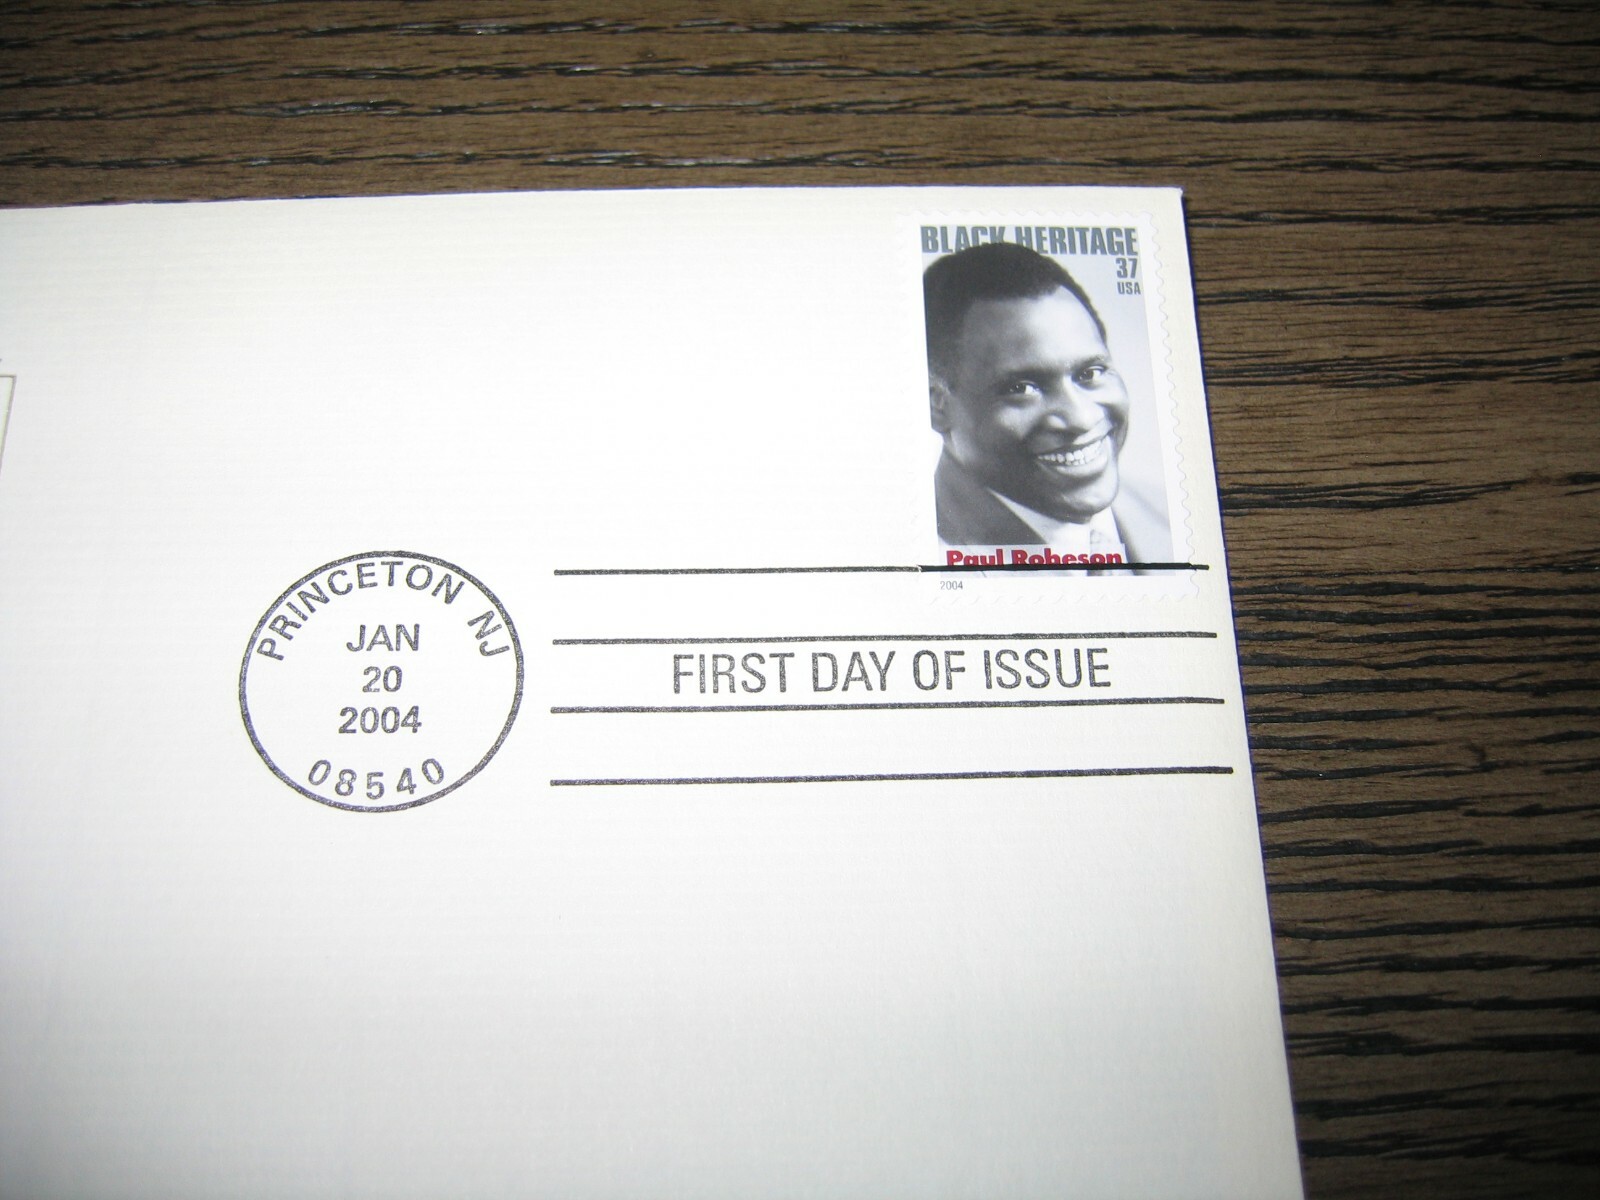 BLACK HERITAGE
37
USA
Paul Robeson
2004
PRINCETON NJ
JAN
20
2004
08540
FIRST DAY OF ISSUE